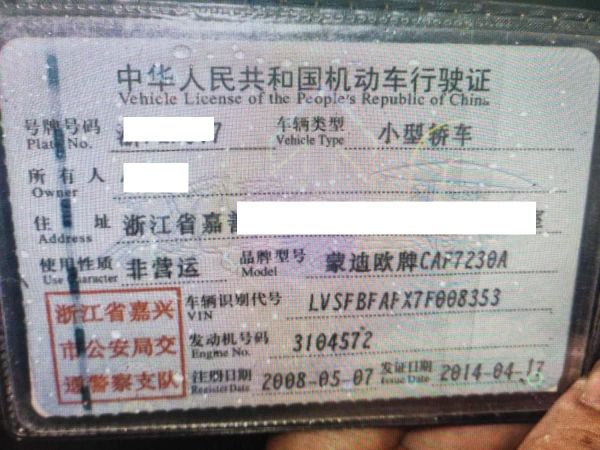 中华人民共和国机动车行驶证
Vehicle License of the People's Republic of China
号牌号码 车辆类型 小型轿车
Plate No. Vehicle Type
所有人
Owner
住址 浙江省嘉善
Address
使用性质 非营运 品牌型号 蒙迪欧牌CAF7230A
Use Character Model
浙江省嘉兴
市公安局交
通警察支队
车辆识别代号 LVSFBFAFX7F008353
VIN
发动机号码 3104572
Engine No.
注册日期 2008-05-07 发证日期 2014-04-17
Register Date Issue Date